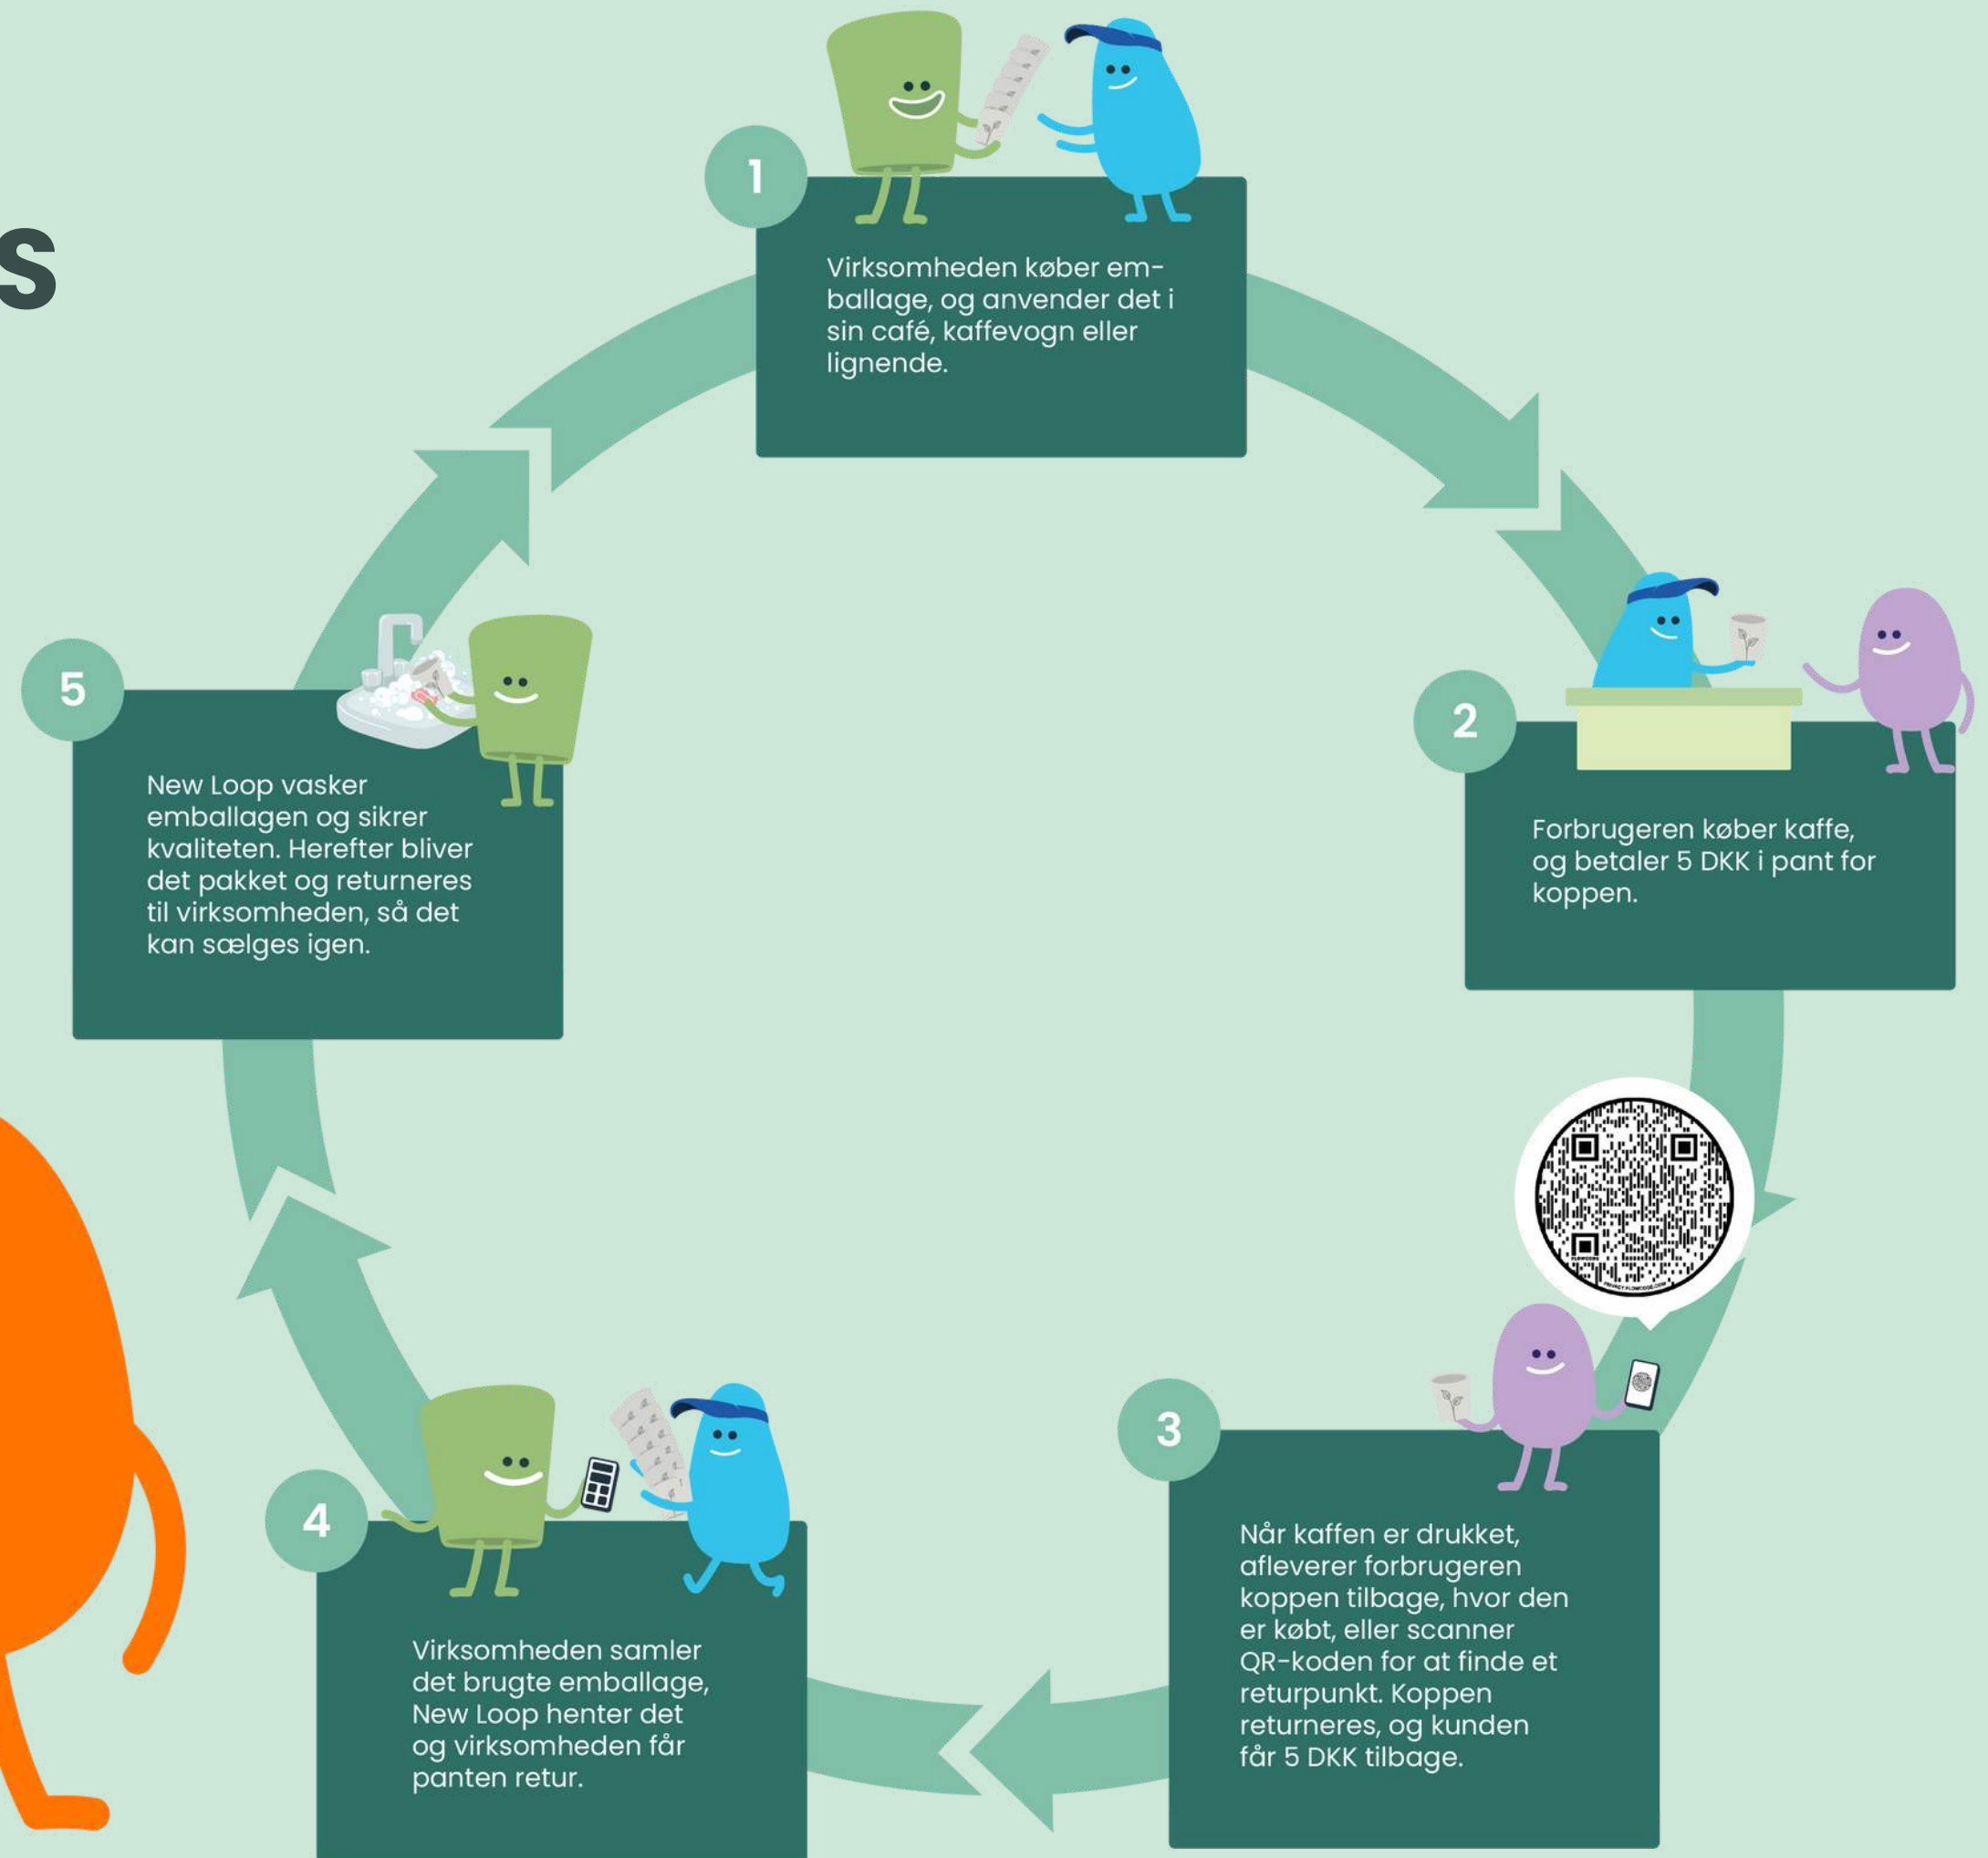 s
1
Virksomheden køber em-
ballage, og anvender det i
sin café, kaffevogn eller
lignende.
2
Forbrugeren køber kaffe,
og betaler 5 DKK i pant for
koppen.
3
Når kaffen er drukket,
afleverer forbrugeren
koppen tilbage, hvor den
er købt, eller scanner
QR-koden for at finde et
returpunkt. Koppen
returneres, og kunden
får 5 DKK tilbage.
4
Virksomheden samler
det brugte emballage,
New Loop henter det
og virksomheden får
panten retur.
5
New Loop vasker
emballagen og sikrer
kvaliteten. Herefter bliver
det pakket og returneres
til virksomheden, så det
kan sælges igen.